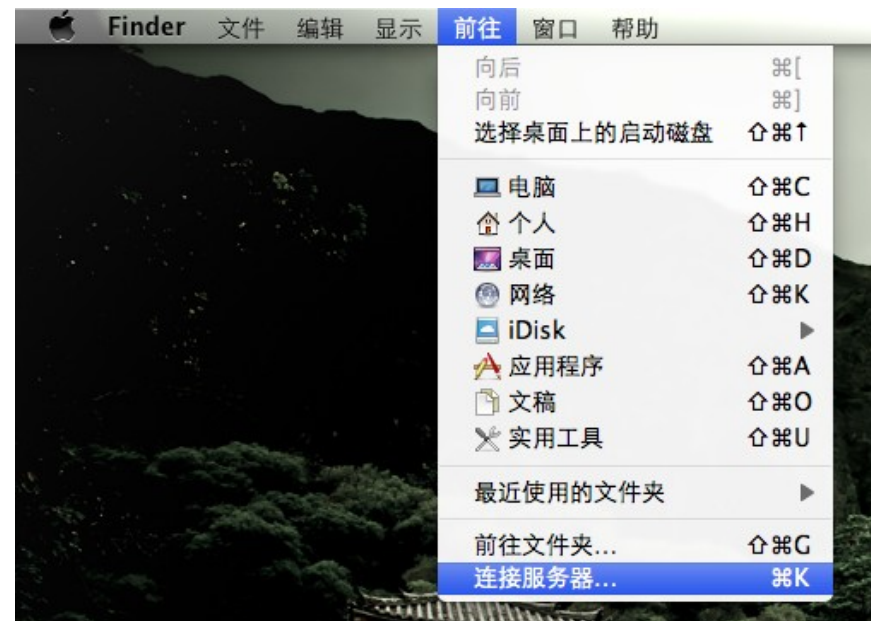 Finder 文件 编辑 显示 前往 窗口 帮助
向后 ⌘[
向前 ⌘]
选择桌面上的启动磁盘 ⇧⌘↑
电脑 ⇧⌘C
个人 ⇧⌘H
桌面 ⇧⌘D
网络 ⇧⌘K
iDisk ▶
应用程序 ⇧⌘A
文稿 ⇧⌘O
实用工具 ⇧⌘U
最近使用的文件夹 ▶
前往文件夹... ⇧⌘G
连接服务器... ⌘K